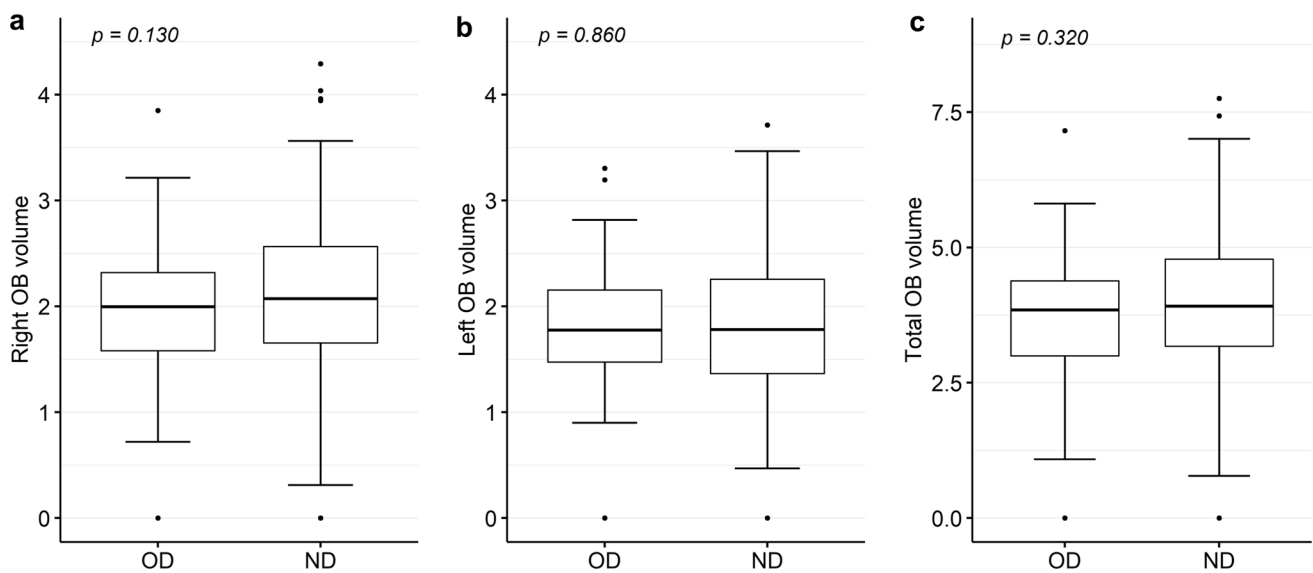 a
p = 0.130
Right OB volume
4
3
2
1
0
OD ND
b
p = 0.860
Left OB volume
4
3
2
1
0
OD ND
c
p = 0.320
Total OB volume
7.5
5.0
2.5
0.0
OD ND